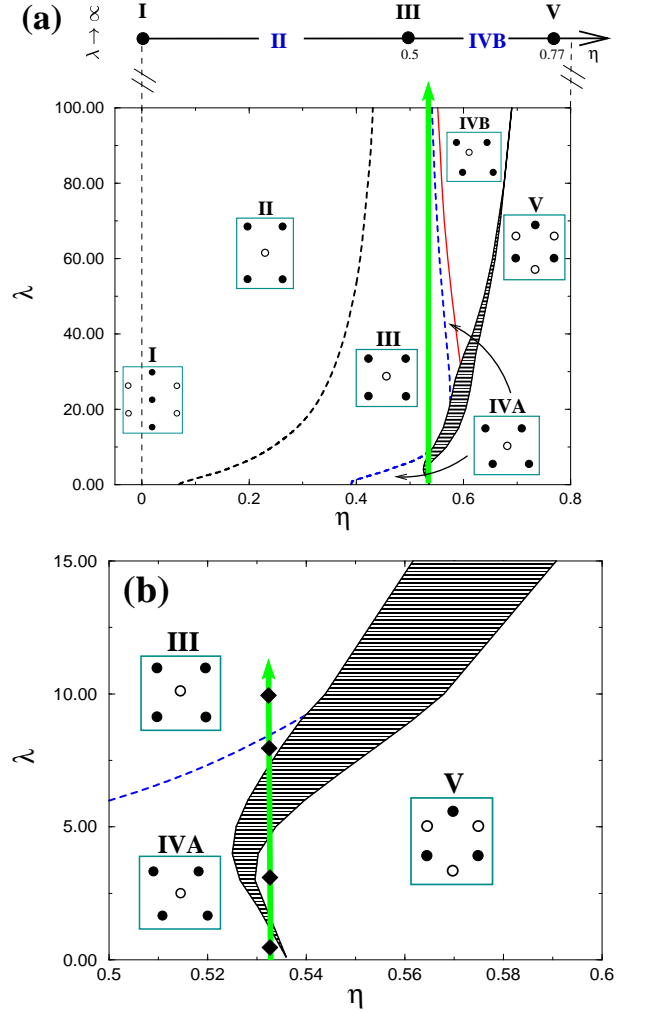 (a)
λ → ∞
I
II
III
IVB
V
0.5
0.77
η
100.00
80.00
60.00
40.00
20.00
0.00
λ
0
0.2
0.4
0.6
0.8
η
I
II
III
IVB
V
IVA
(b)
15.00
10.00
5.00
0.00
λ
0.5
0.52
0.54
0.56
0.58
0.6
η
III
IVA
V